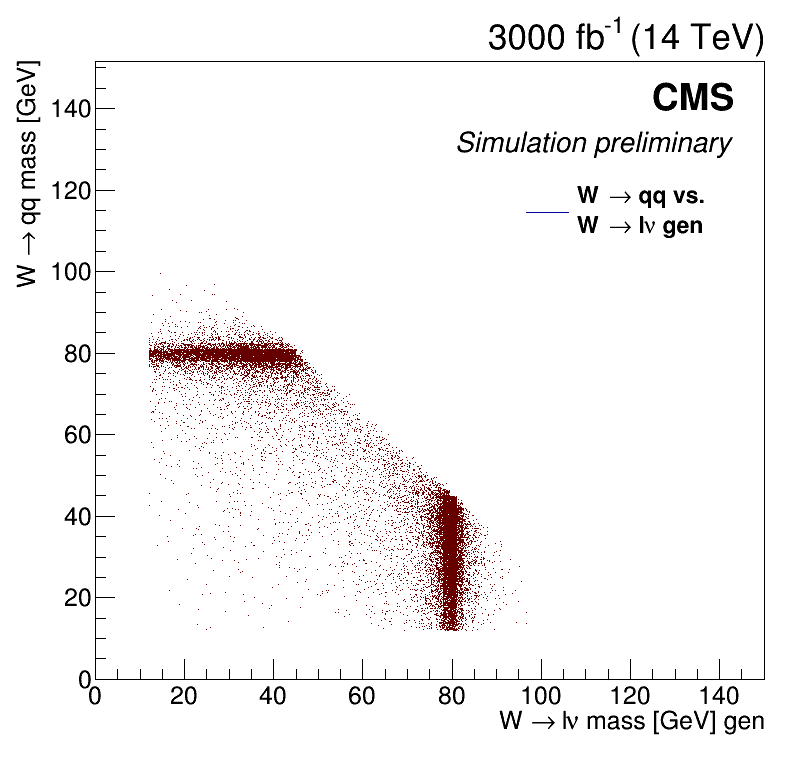 3000 fb-1 (14 TeV)
CMS
Simulation preliminary
W → qq vs.
W → lν gen
W → qq mass [GeV]
140
120
100
80
60
40
20
0
0 20 40 60 80 100 120 140
W → lν mass [GeV] gen